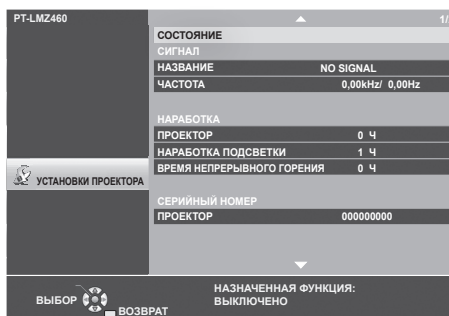 PT-LMZ460
1/
СОСТОЯНИЕ
СИГНАЛ
НАЗВАНИЕ NO SIGNAL
ЧАСТОТА 0,00kHz/ 0,00Hz
НАРАБОТКА
ПРОЕКТОР 0 Ч
НАРАБОТКА ПОДСВЕТКИ 1 Ч
ВРЕМЯ НЕПРЕРЫВНОГО ГОРЕНИЯ 0 Ч
УСТАНОВКИ ПРОЕКТОРА
СЕРИЙНЫЙ НОМЕР
ПРОЕКТОР 000000000
ВЫБОР
ВОЗВРАТ
НАЗНАЧЕННАЯ ФУНКЦИЯ:
ВЫКЛЮЧЕНО